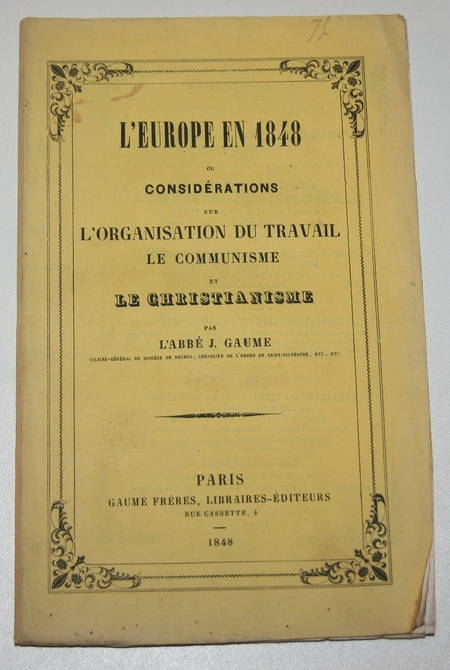 L'EUROPE EN 1848
OU
CONSIDÉRATIONS
SUR
L'ORGANISATION DU TRAVAIL
LE COMMUNISME
ET
LE CHRISTIANISME
PAR
L'ABBÉ J. GAUME
VICAIRE-GÉNÉRAL DU DIOCÈSE DE NEVERS, CHEVALIER DE L'ORDRE DE SAINT-SYLVESTRE, ETC., ETC.
PARIS
GAUME FRÈRES, LIBRAIRES-ÉDITEURS
RUE CASSETTE, 4
1848